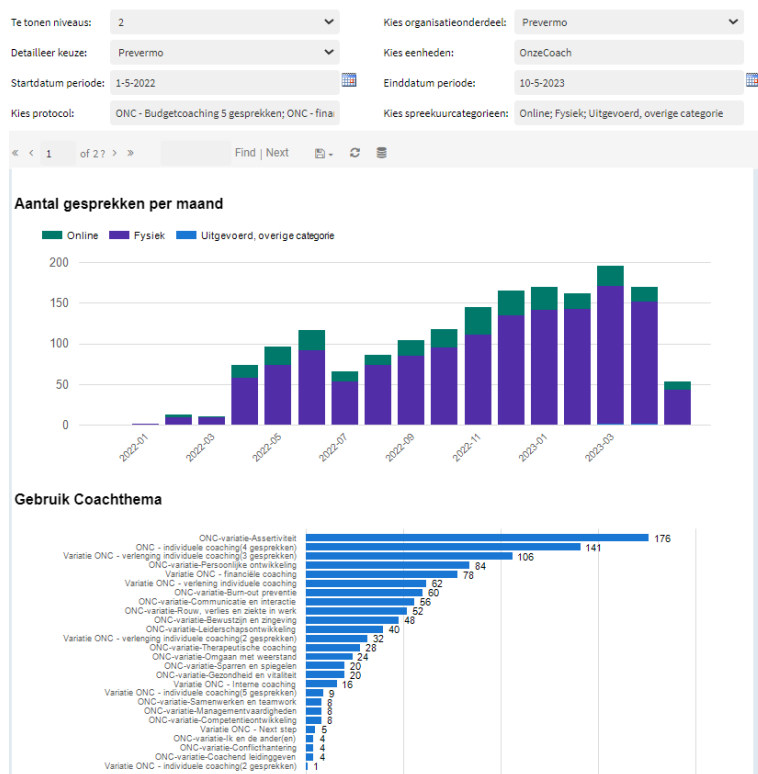 Te tonen niveaus: 2 Kies organisatieonderdeel: Prevermo
Detailleer keuze: Prevermo Kies eenheden: OnzeCoach
Startdatum periode: 1-5-2022 Einddatum periode: 10-5-2023
Kies protocol: ONC - Budgetcoaching 5 gesprekken; ONC - fina Kies spreekuurcategorieen: Online; Fysiek; Uitgevoerd, overige categorie
« < 1 of 2 ? > » Find | Next
Aantal gesprekken per maand
Online Fysiek Uitgevoerd, overige categorie
200
150
100
50
0
2022-01 2022-03 2022-05 2022-07 2022-09 2022-11 2023-01 2023-03
Gebruik Coachthema
ONC-variatie-Assertiviteit 176
ONC - individuele coaching(4 gesprekken) 141
Variatie ONC - verlenging individuele coaching(3 gesprekken) 106
ONC-variatie-Persoonlijke ontwikkeling 84
Variatie ONC - financiële coaching 78
Variatie ONC - verlening individuele coaching 62
ONC-variatie-Burn-out preventie 60
ONC-variatie-Communicatie en interactie 56
ONC-variatie-Rouw, verlies en ziekte in werk 52
ONC-variatie-Bewustzijn en zingeving 48
ONC-variatie-Leiderschapsontwikkeling 40
Variatie ONC - verlenging individuele coaching(2 gesprekken) 32
ONC-variatie-Therapeutische coaching 28
ONC-variatie-Omgaan met weerstand 24
ONC-variatie-Sparren en spiegelen 20
ONC-variatie-Gezondheid en vitaliteit 20
Variatie ONC - Interne coaching 16
Variatie ONC - individuele coaching(5 gesprekken) 9
ONC-variatie-Samenwerken en teamwork 8
ONC-variatie-Managementvaardigheden 8
ONC-variatie-Competentieontwikkeling 8
Variatie ONC - Next step 5
ONC-variatie-Ik en de ander(en) 4
ONC-variatie-Conflicthantering 4
ONC-variatie-Coachend leidinggeven 4
Variatie ONC - individuele coaching(2 gesprekken) 1